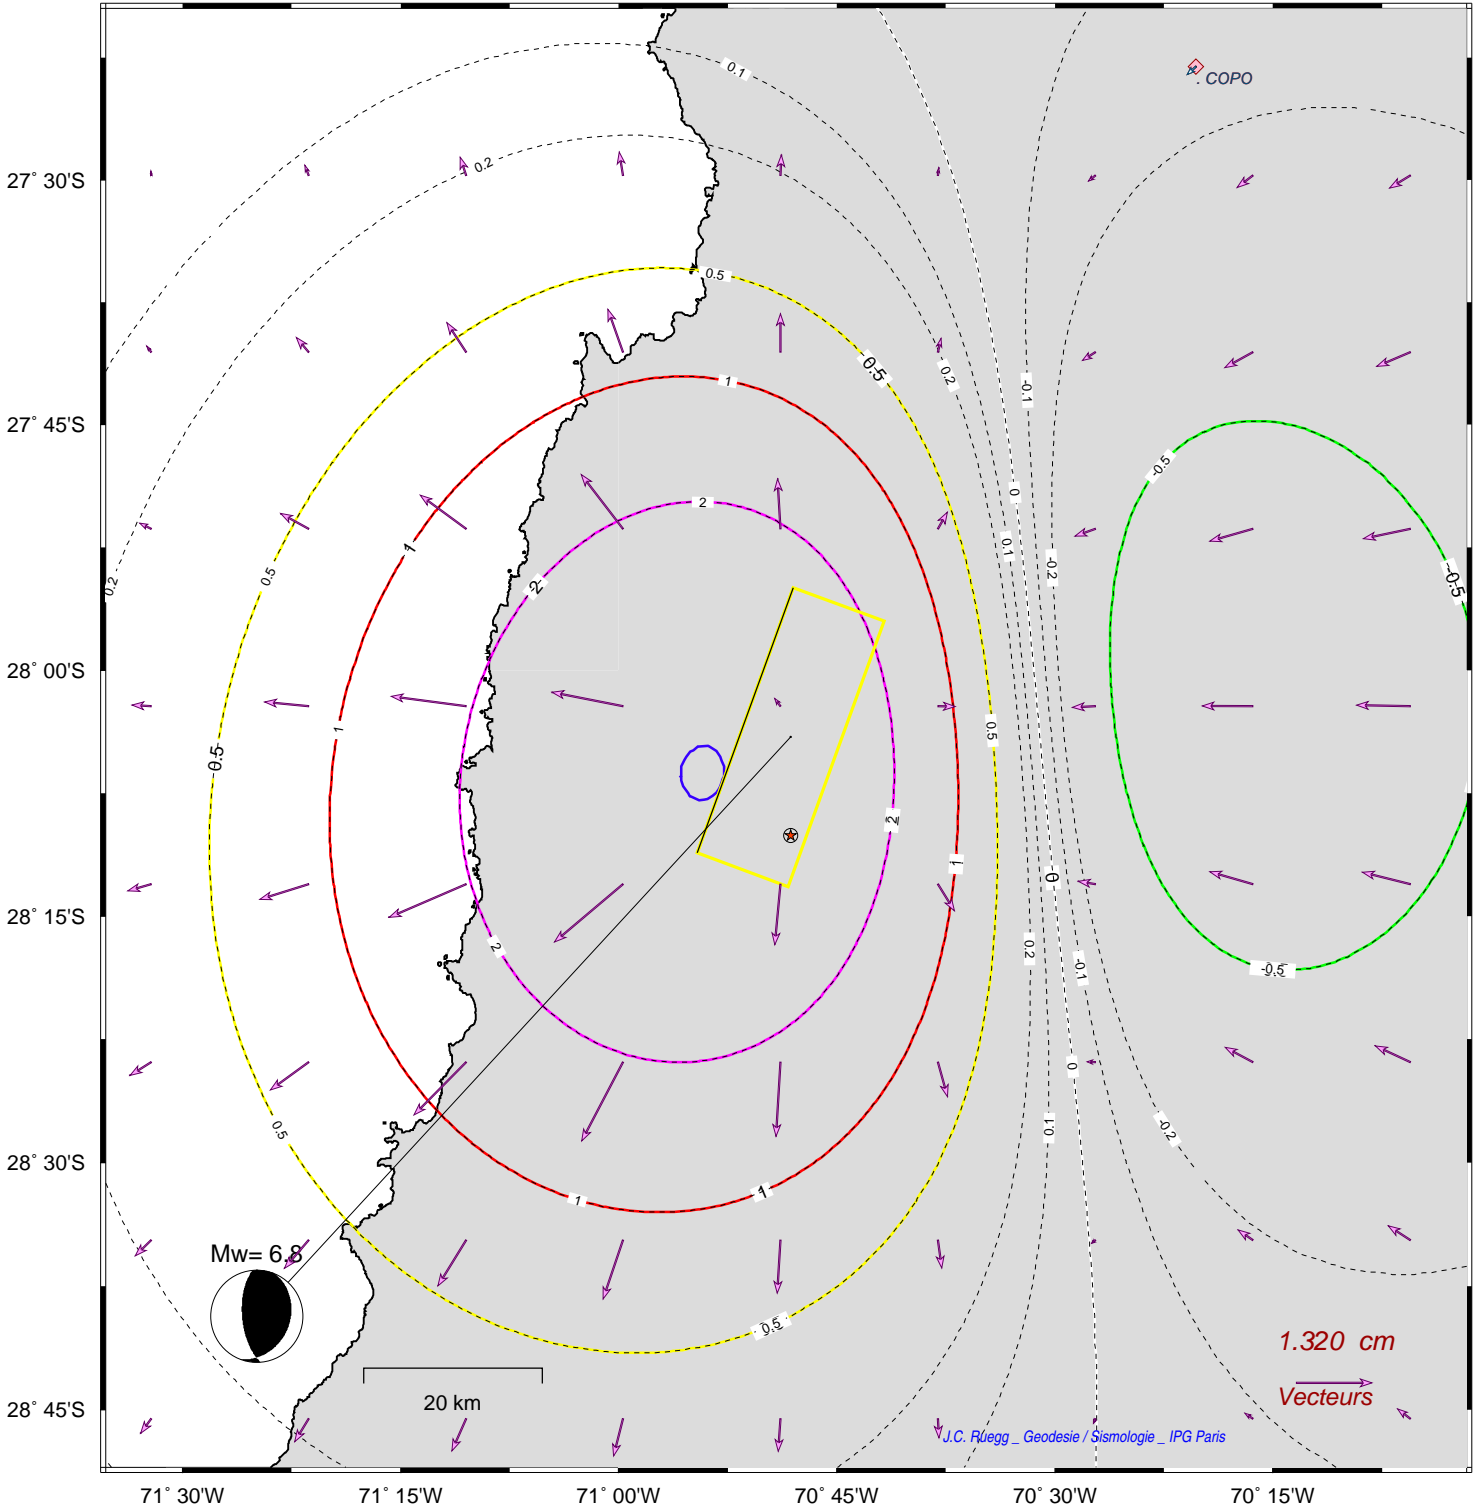 0.1
COPO
0.2
27° 30'S
0.5
0.5
0.2
-0.1
1
27° 45'S
-0.5
0
2
0.1
1
-0.2
0.5
2
0.2
-0.5
28° 00'S
0.5
1
0.5
2
1
0
28° 15'S
2
0.2
-0.1
-0.5
0
0.5
0.1
-0.2
28° 30'S
1
1
Mw= 6.8
0.5
1.320 cm
20 km
Vecteurs
28° 45'S
J.C. Ruegg _ Geodesie / Sismologie _ IPG Paris
71° 30'W
71° 15'W
71° 00'W
70° 45'W
70° 30'W
70° 15'W